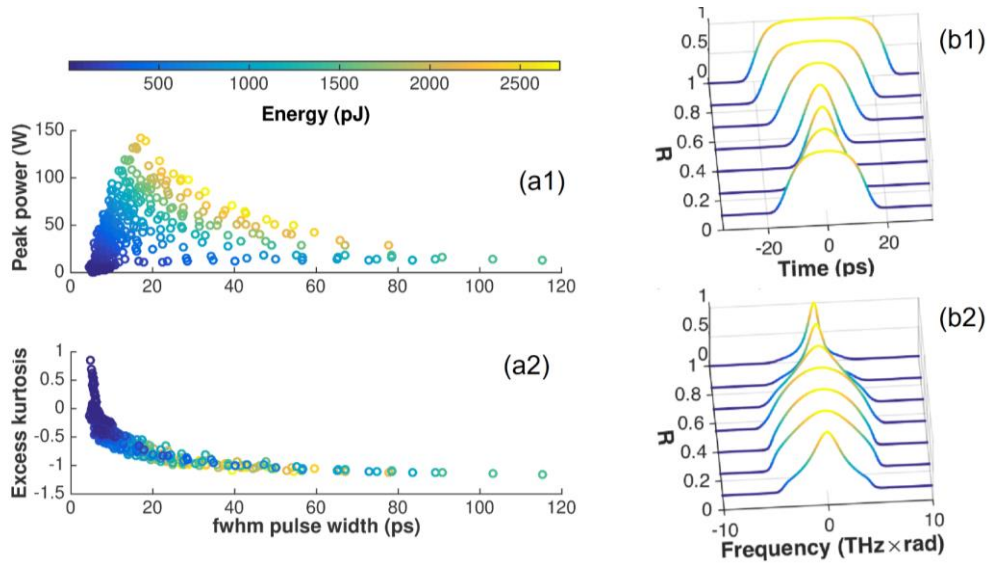 500 1000 1500 2000 2500
Energy (pJ)
150
100
50
0
Peak power (W)
(a1)
0 20 40 60 80 100 120
1
0.5
0
-0.5
-1
-1.5
Excess kurtosis
(a2)
0 20 40 60 80 100 120
fwhm pulse width (ps)
1
0.5
0
1
0.8
0.6
0.4
0.2
0
R
(b1)
-20 0 20
Time (ps)
1
0.5
0
1
0.8
0.6
0.4
0.2
0
R
(b2)
-10 0 10
Frequency (THz×rad)